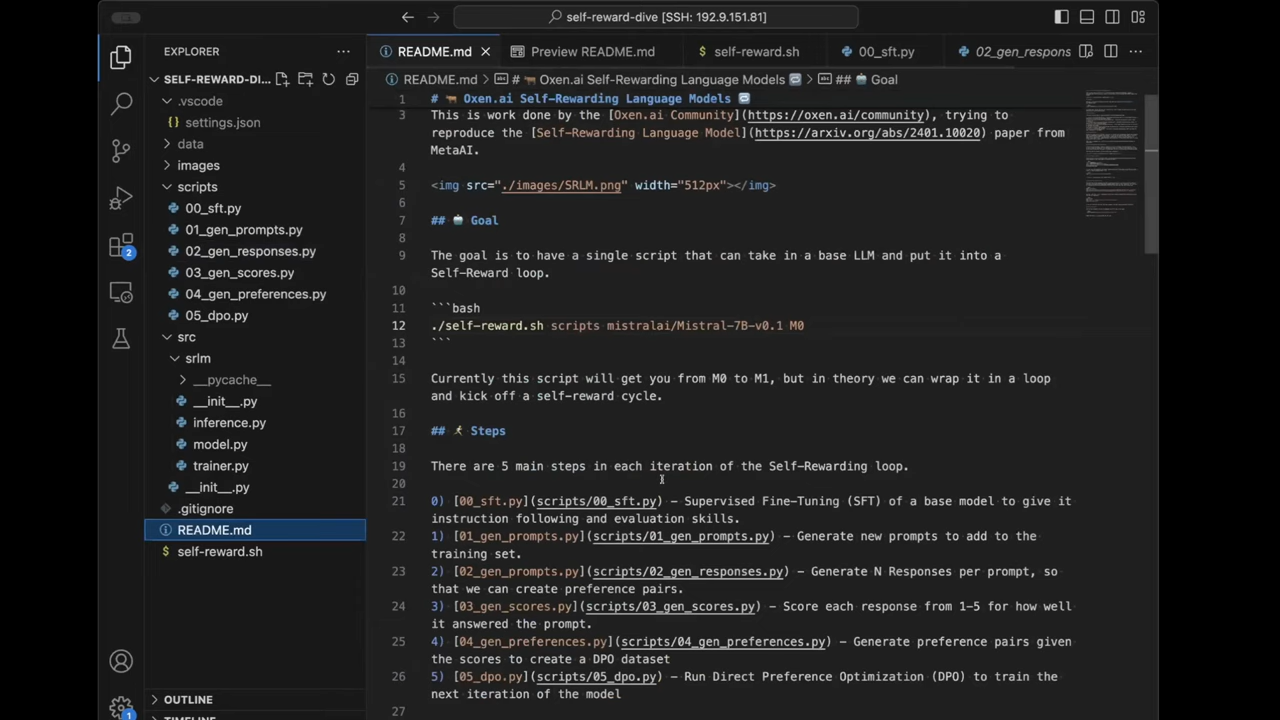 self-reward-dive [SSH: 192.9.151.81]
EXPLORER
SELF-REWARD-DI...
.vscode
settings.json
data
images
scripts
00_sft.py
01_gen_prompts.py
02_gen_responses.py
03_gen_scores.py
04_gen_preferences.py
05_dpo.py
src
srlm
__pycache__
__init__.py
inference.py
model.py
trainer.py
__init__.py
.gitignore
README.md
self-reward.sh
OUTLINE
2
1
README.md
Preview README.md
$ self-reward.sh
00_sft.py
02_gen_respons
README.md > # 🐂 Oxen.ai Self-Rewarding Language Models 🔁 > ## 🤖 Goal
1 # 🐂 Oxen.ai Self-Rewarding Language Models 🔁
3 This is work done by the [Oxen.ai Community](https://oxen.ai/community), trying to
reproduce the [Self-Rewarding Language Model](https://arxiv.org/abs/2401.10020) paper from
MetaAI.
4
5 <img src="./images/SRLM.png" width="512px"></img>
6
7 ## 🤖 Goal
8
9 The goal is to have a single script that can take in a base LLM and put it into a
Self-Reward loop.
10
11 ```bash
12 ./self-reward.sh scripts mistralai/Mistral-7B-v0.1 M0
13 ```
14
15 Currently this script will get you from M0 to M1, but in theory we can wrap it in a loop
and kick off a self-reward cycle.
16
17 ## 🏃 Steps
18
19 There are 5 main steps in each iteration of the Self-Rewarding loop.
20
21 0) [00_sft.py](scripts/00_sft.py) - Supervised Fine-Tuning (SFT) of a base model to give it
instruction following and evaluation skills.
22 1) [01_gen_prompts.py](scripts/01_gen_prompts.py) - Generate new prompts to add to the
training set.
23 2) [02_gen_prompts.py](scripts/02_gen_responses.py) - Generate N Responses per prompt, so
that we can create preference pairs.
24 3) [03_gen_scores.py](scripts/03_gen_scores.py) - Score each response from 1-5 for how well
it answered the prompt.
25 4) [04_gen_preferences.py](scripts/04_gen_preferences.py) - Generate preference pairs given
the scores to create a DPO dataset
26 5) [05_dpo.py](scripts/05_dpo.py) - Run Direct Preference Optimization (DPO) to train the
next iteration of the model
27